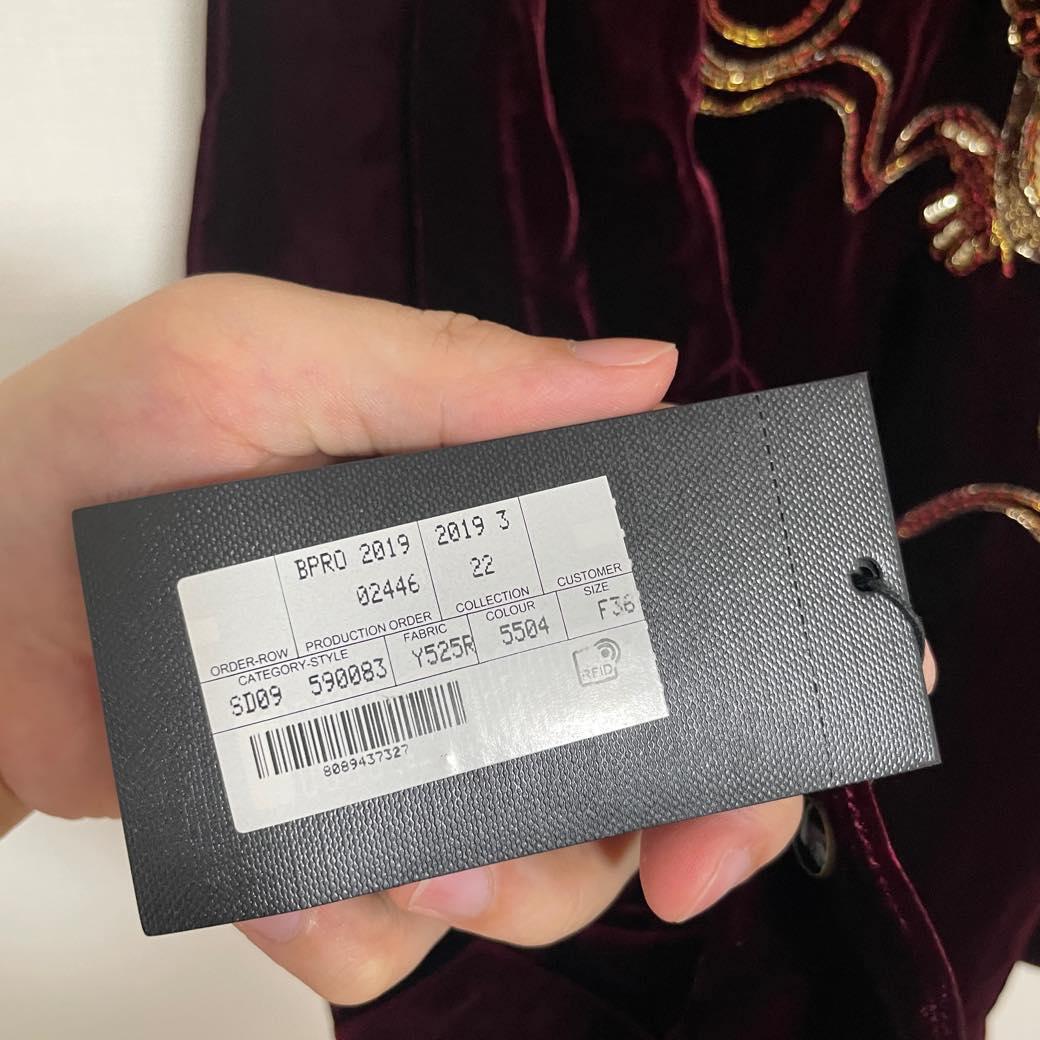 BPRO 2019 2019 3
02446 22
ORDER-ROW PRODUCTION ORDER COLLECTION CUSTOMER
CATEGORY-STYLE FABRIC COLOUR SIZE
SD09 590083 Y525R 5504 F36
RFID
8089437327